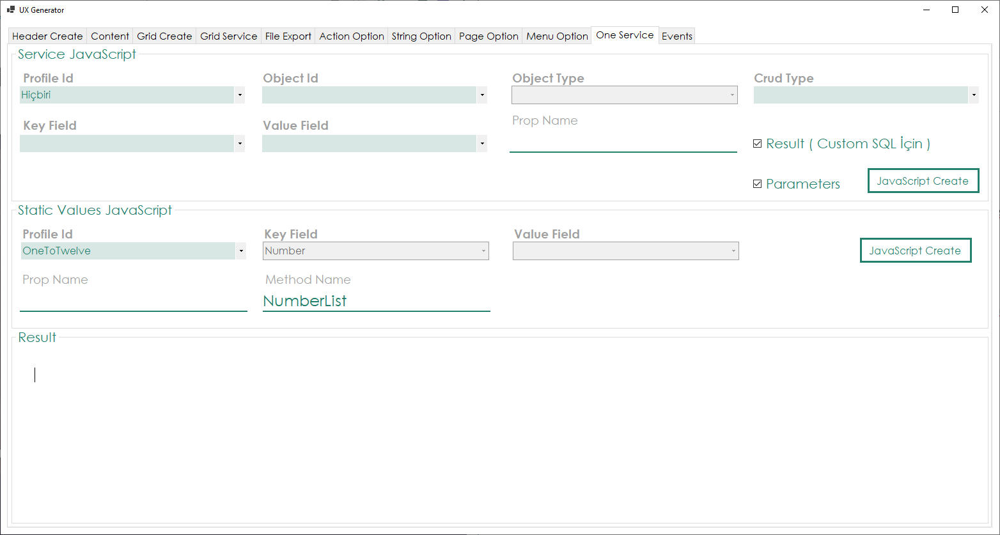 UX Generator
Header Create Content Grid Create Grid Service File Export Action Option String Option Page Option Menu Option One Service Events
Service JavaScript
Profile Id Object Id Object Type Crud Type
Hiçbiri
Key Field Value Field Prop Name
Result ( Custom SQL İçin )
Parameters JavaScript Create
Static Values JavaScript
Profile Id Key Field Value Field
OneToTwelve Number JavaScript Create
Prop Name Method Name
NumberList
Result